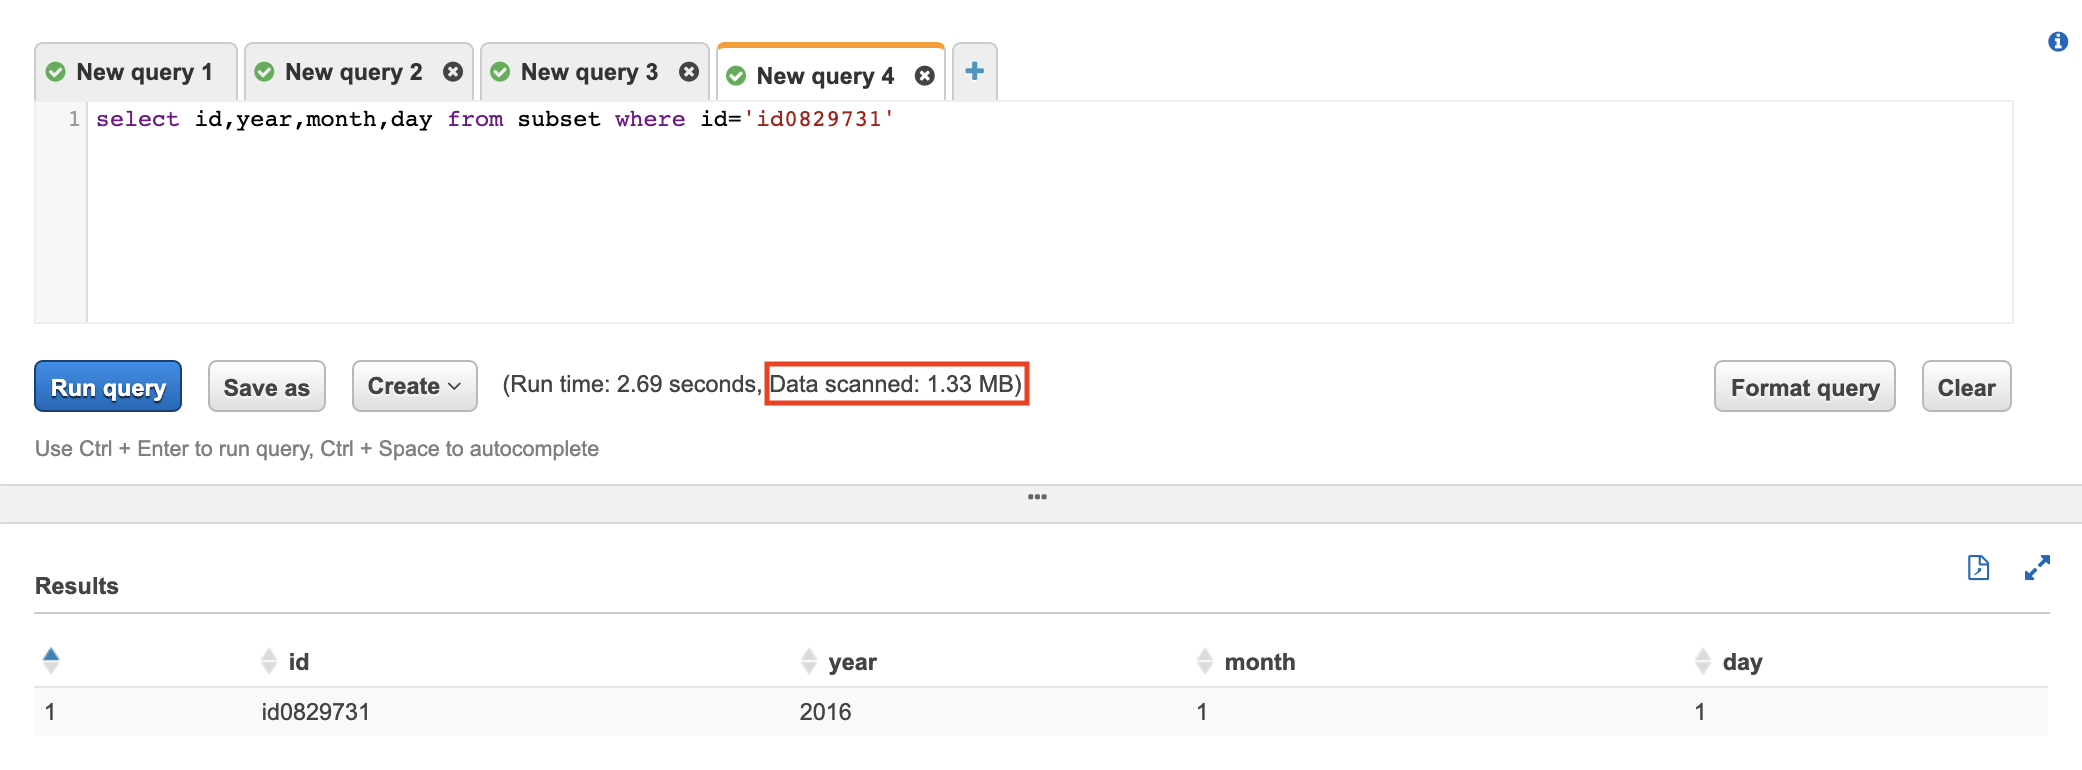 New query 1 New query 2 New query 3 New query 4
1 select id,year,month,day from subset where id='id0829731'
Run query Save as Create (Run time: 2.69 seconds, Data scanned: 1.33 MB) Format query Clear
Use Ctrl + Enter to run query, Ctrl + Space to autocomplete
Results
id year month day
1 id0829731 2016 1 1